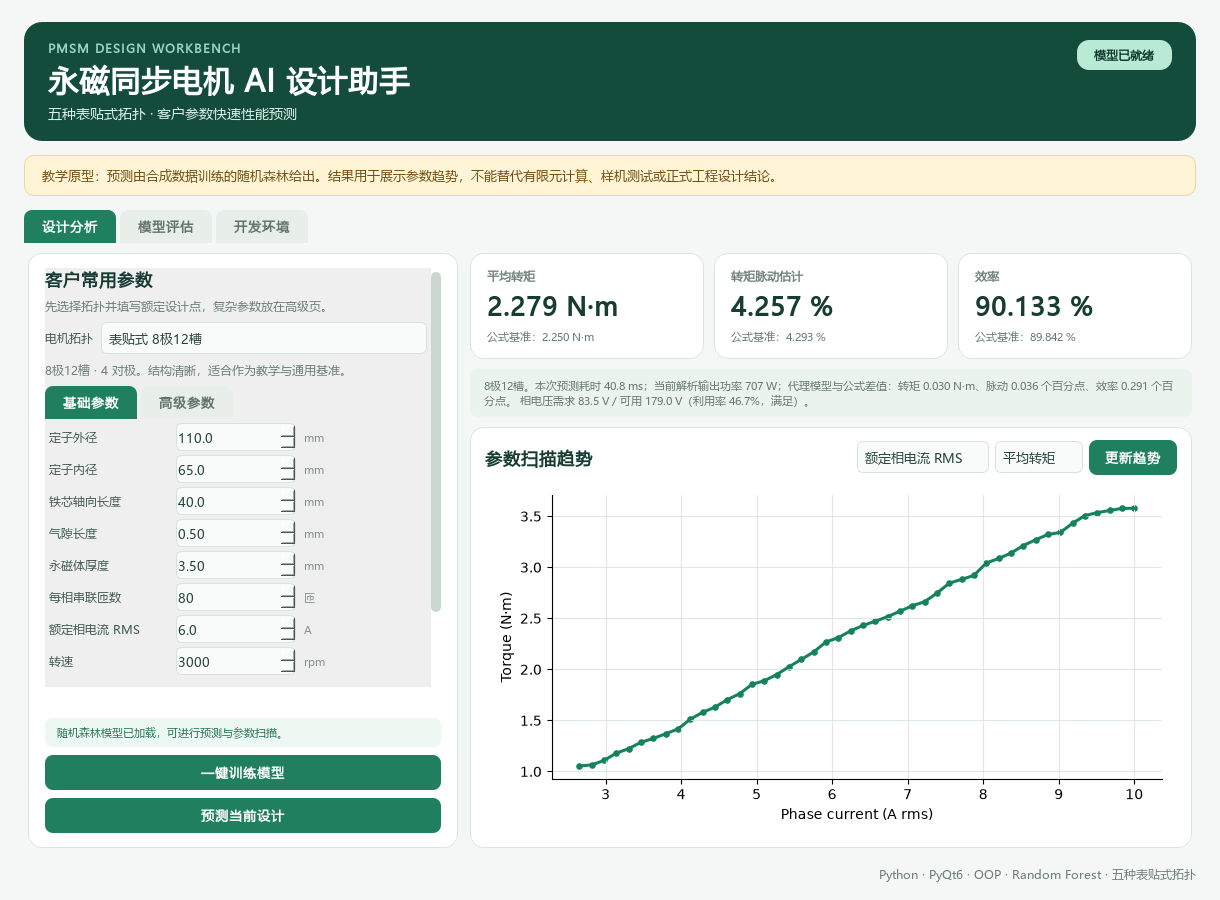 PMSM DESIGN WORKBENCH
永磁同步电机 AI 设计助手
五种表贴式拓扑 · 客户参数快速性能预测
模型已就绪
教学原型：预测由合成数据训练的随机森林给出。结果用于展示参数趋势，不能替代有限元计算、样机测试或正式工程设计结论。
设计分析
模型评估
开发环境
客户常用参数
先选择拓扑并填写额定设计点，复杂参数放在高级页。
电机拓扑 表贴式 8极12槽
8极12槽 · 4 对极。结构清晰，适合作为教学与通用基准。
基础参数
高级参数
定子外径 110.0 mm
定子内径 65.0 mm
铁芯轴向长度 40.0 mm
气隙长度 0.50 mm
永磁体厚度 3.50 mm
每相串联匝数 80 匝
额定相电流 RMS 6.0 A
转速 3000 rpm
随机森林模型已加载，可进行预测与参数扫描。
一键训练模型
预测当前设计
平均转矩
2.279 N·m
公式基准：2.250 N·m
转矩脉动估计
4.257 %
公式基准：4.293 %
效率
90.133 %
公式基准：89.842 %
8极12槽。本次预测耗时 40.8 ms；当前解析输出功率 707 W；代理模型与公式差值：转矩 0.030 N·m、脉动 0.036 个百分点、效率 0.291 个百
分点。 相电压需求 83.5 V / 可用 179.0 V（利用率 46.7%，满足）。
参数扫描趋势
额定相电流 RMS
平均转矩
更新趋势
3.5
3.0
2.5
2.0
1.5
1.0
Torque (N·m)
3 4 5 6 7 8 9 10
Phase current (A rms)
Python · PyQt6 · OOP · Random Forest · 五种表贴式拓扑